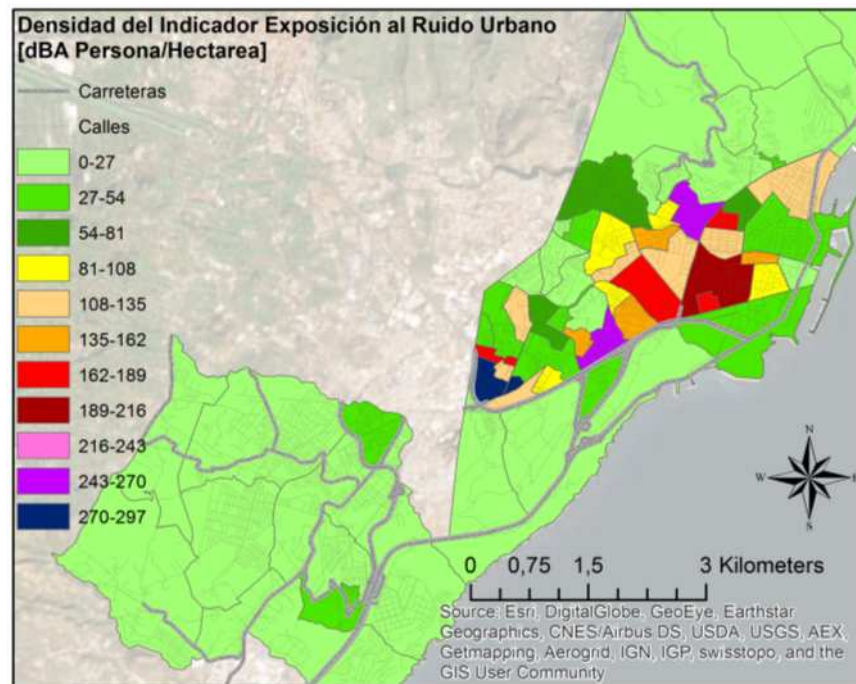 Densidad del Indicador Exposición al Ruido Urbano
[dBA Persona/Hectarea]
Carreteras
Calles
0-27
27-54
54-81
81-108
108-135
135-162
162-189
189-216
216-243
243-270
270-297
N
W
E
S
0 0,75 1,5 3 Kilometers
Source: Esri, DigitalGlobe, GeoEye, Earthstar
Geographics, CNES/Airbus DS, USDA, USGS, AEX,
Getmapping, Aerogrid, IGN, IGP, swisstopo, and the
GIS User Community